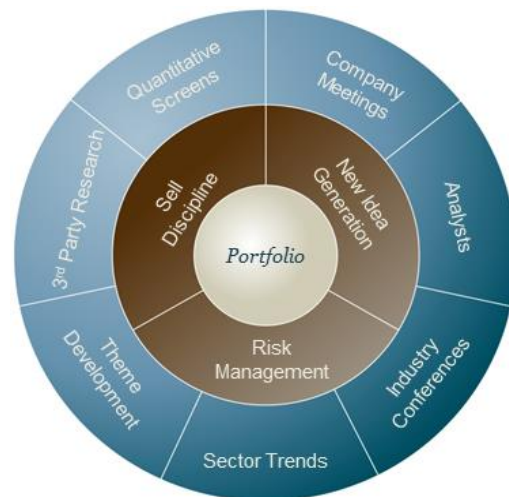 Quantitative
Screens
Company
Meetings
Analysts
Industry
Conferences
Sector Trends
Theme
Development
3rd Party Research
Sell
Discipline
New Idea
Generation
Risk
Management
Portfolio